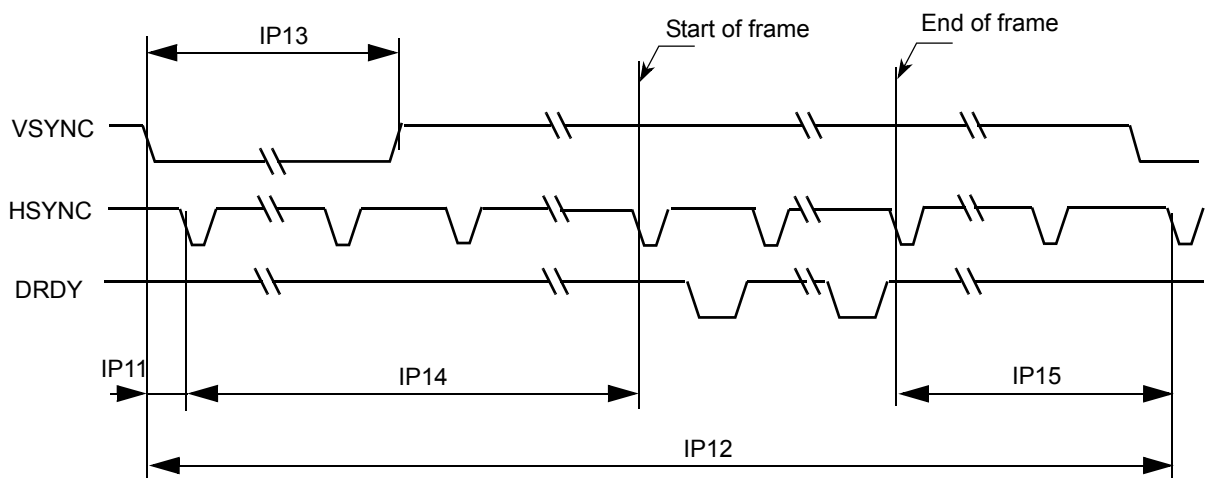 Start of frame
End of frame
IP13
VSYNC
HSYNC
DRDY
IP11
IP14
IP15
IP12